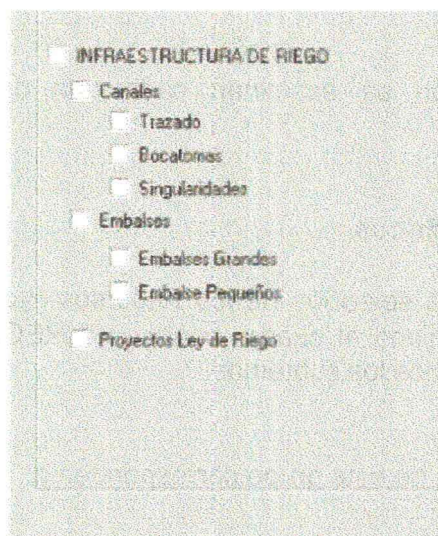 INFRAESTRUCTURA DE RIEGO
Canales
Trazado
Bocatomas
Singularidades
Embalses
Embalses Grandes
Embalse Pequeños
Proyectos Ley de Riego